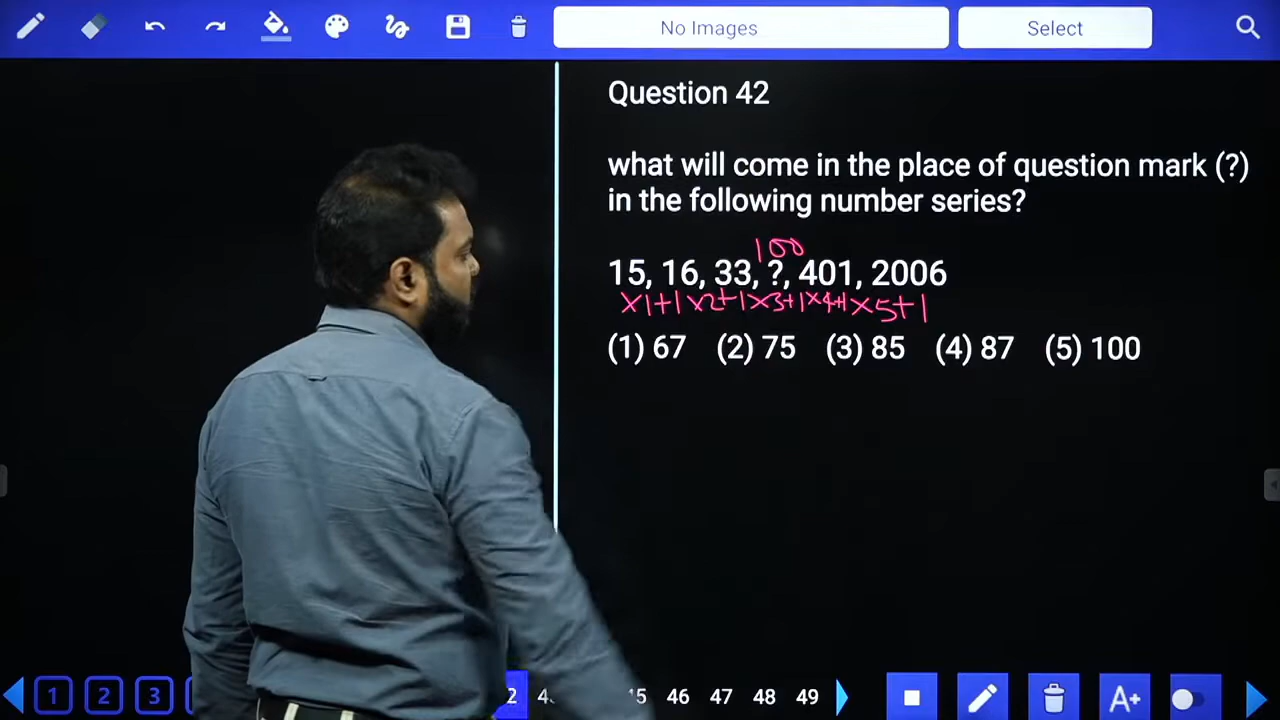 No Images
Select
Question 42
what will come in the place of question mark (?)
in the following number series?
100
15, 16, 33, ?, 401, 2006
×1+1 ×2+1 ×3+1 ×4+1 ×5+1
(1) 67 (2) 75 (3) 85 (4) 87 (5) 100
1 2 3 2 45 46 47 48 49
A+